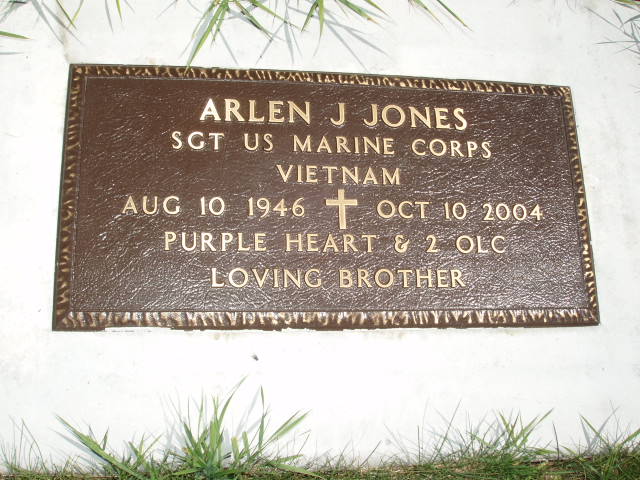 ARLEN J JONES
SGT US MARINE CORPS
VIETNAM
AUG 10 1946 OCT 10 2004
PURPLE HEART & 2 OLC
LOVING BROTHER